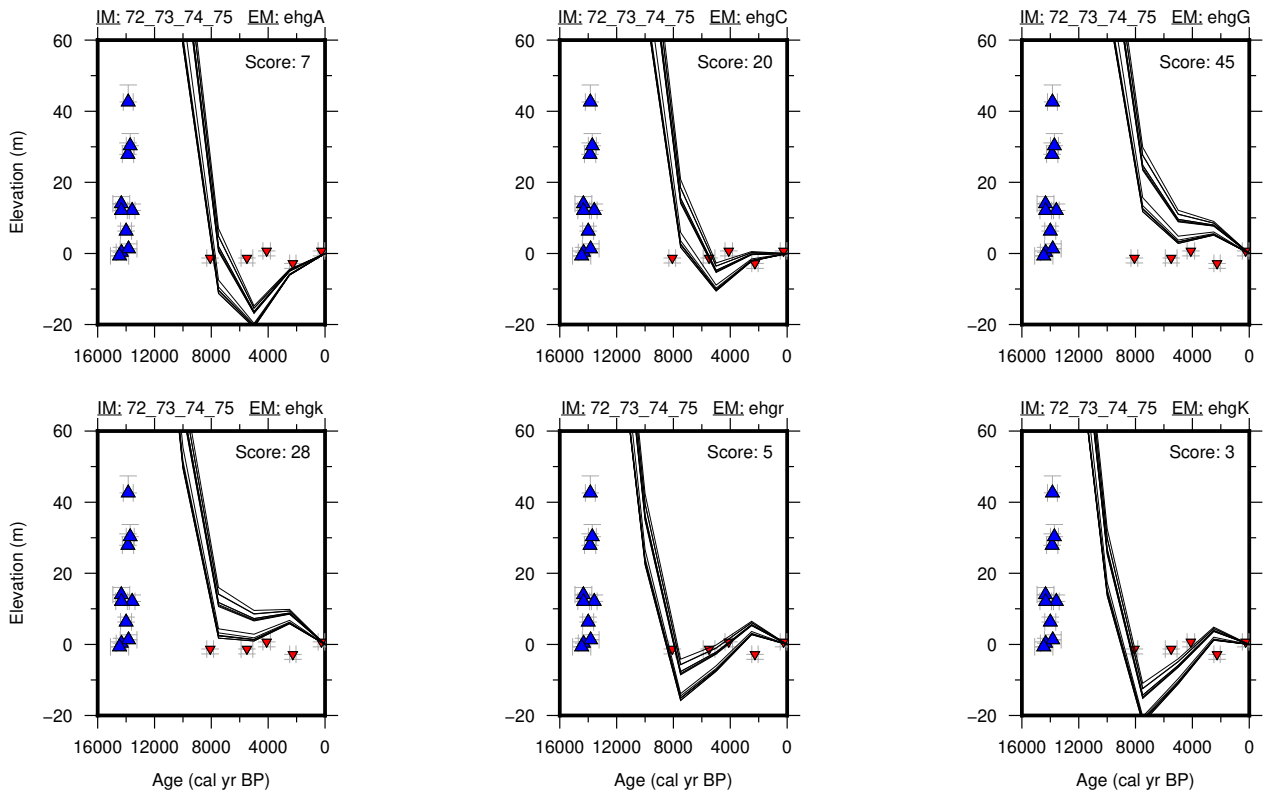 IM: 72_73_74_75 EM: ehgA
IM: 72_73_74_75 EM: ehgC
IM: 72_73_74_75 EM: ehgG
60
40
20
0
−20
Elevation (m)
Score: 7
16000 12000 8000 4000 0
60
40
20
0
−20
Score: 20
16000 12000 8000 4000 0
60
40
20
0
−20
Score: 45
16000 12000 8000 4000 0
IM: 72_73_74_75 EM: ehgk
IM: 72_73_74_75 EM: ehgr
IM: 72_73_74_75 EM: ehgK
60
40
20
0
−20
Elevation (m)
Score: 28
16000 12000 8000 4000 0
Age (cal yr BP)
60
40
20
0
−20
Score: 5
16000 12000 8000 4000 0
Age (cal yr BP)
60
40
20
0
−20
Score: 3
16000 12000 8000 4000 0
Age (cal yr BP)